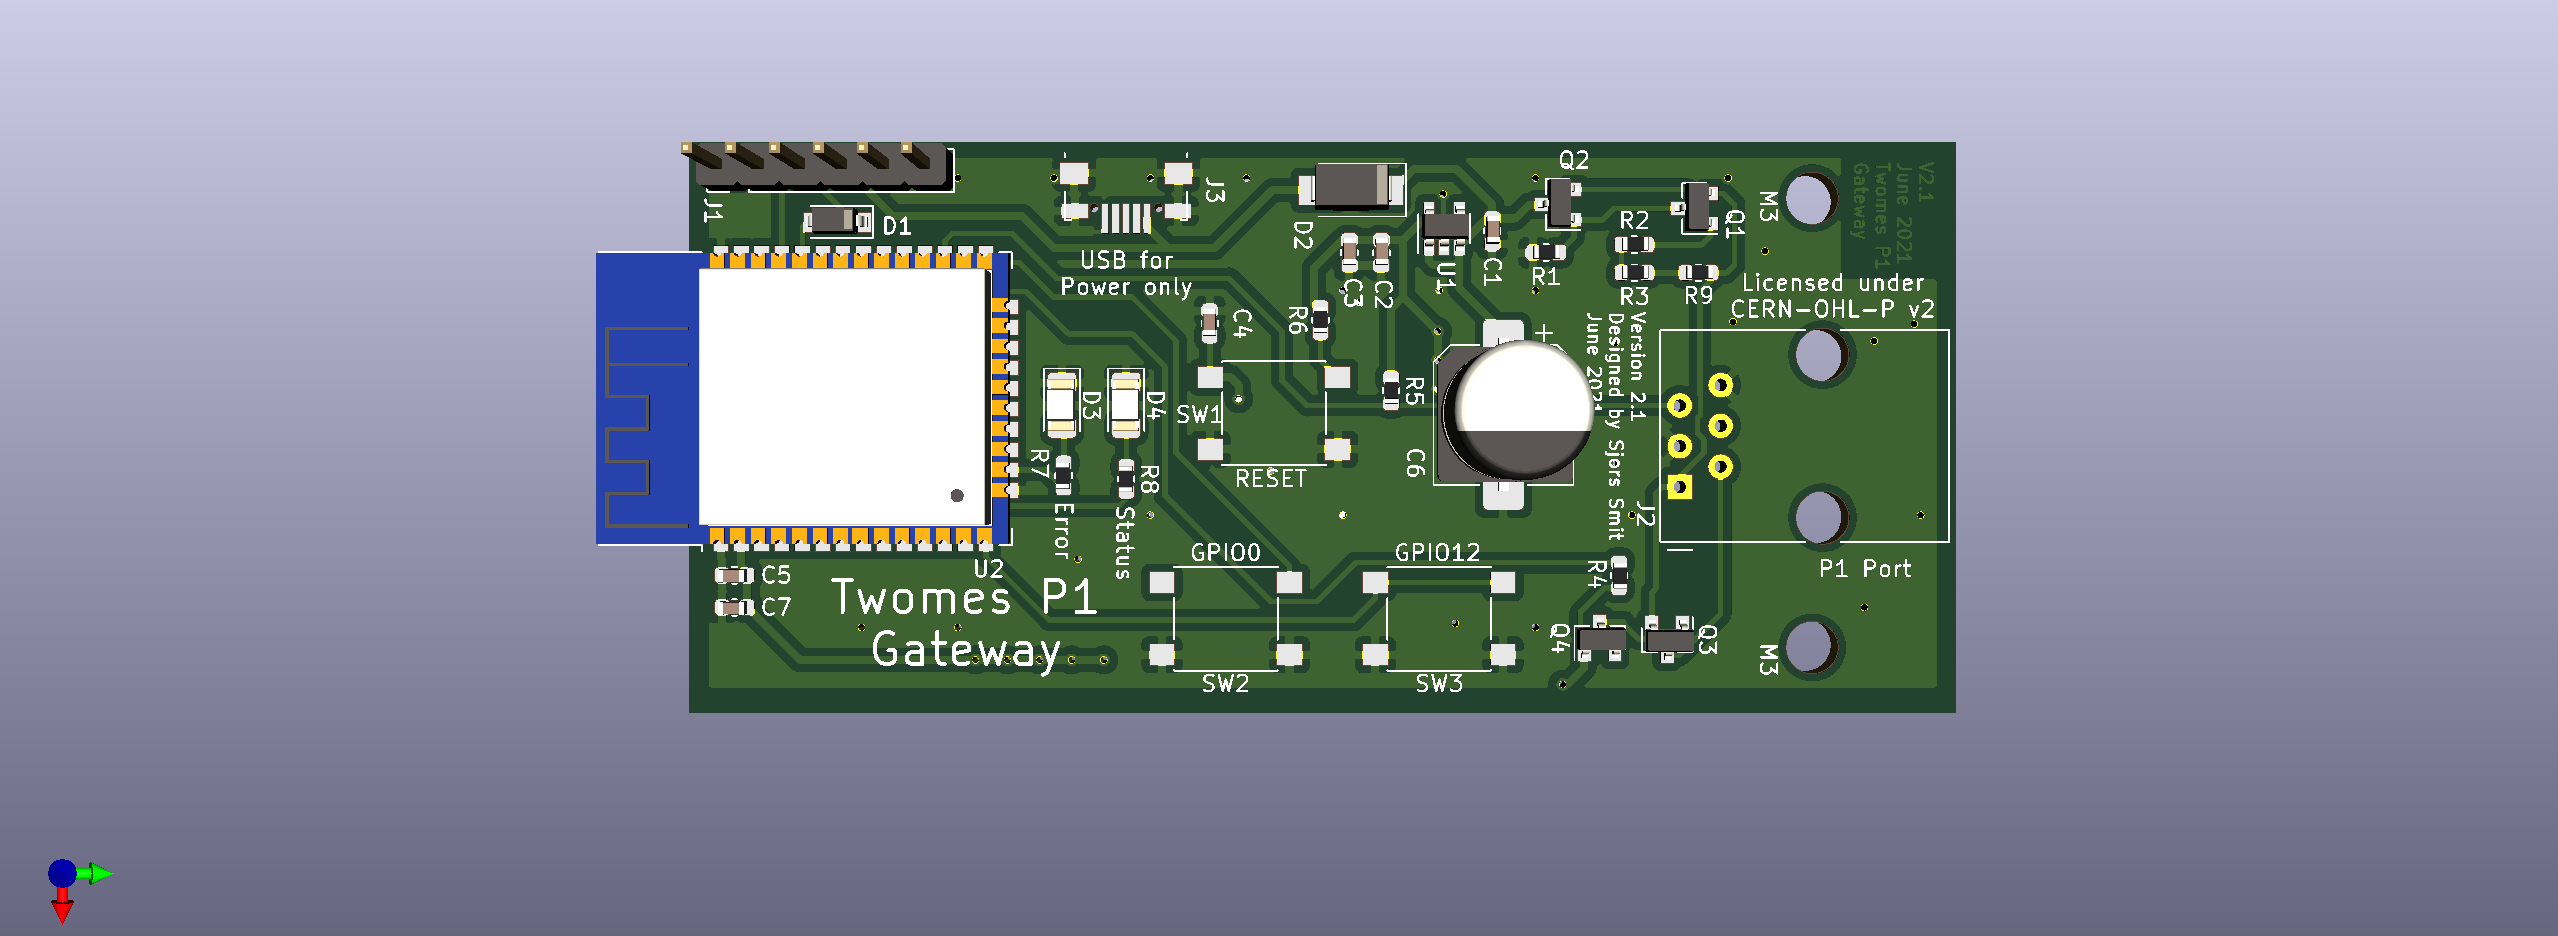 J1
D1
J3
USB for
Power only
D2
C3
C2
U1
C1
Q2
R1
R2
R3
R9
Q1
M3
V2.1
June 2021
Twomes P1
Gateway
Licensed under
CERN-OHL-P v2
C4
R6
R5
SW1
RESET
C6
+
Version 2.1
Designed by Sjors Smit
June 2021
J2
P1 Port
D3
D4
R7
R8
Error
Status
U2
C5
C7
Twomes P1
Gateway
GPIO0
SW2
GPIO12
SW3
R4
Q4
Q3
M3